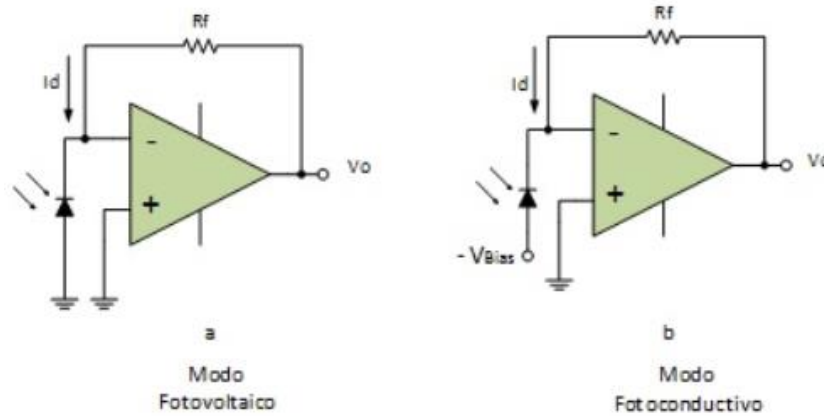 Rf
Id
-
+
Vo
a
Modo
Fotovoltaico
Rf
Id
-
+
Vo
- VBias
b
Modo
Fotoconductivo